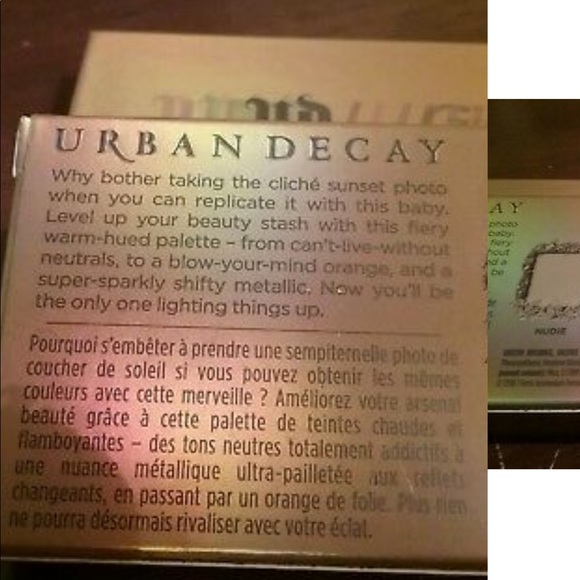 URBAN DECAY
Why bother taking the cliché sunset photo
when you can replicate it with this baby.
Level up your beauty stash with this fiery
warm-hued palette – from can't-live-without
neutrals, to a blow-your-mind orange, and a
super-sparkly shifty metallic. Now you'll be
the only one lighting things up.
Pourquoi s'embêter à prendre une sempiternelle photo de
coucher de soleil si vous pouvez obtenir les mêmes
couleurs avec cette merveille ? Améliorez votre arsenal
beauté grâce à cette palette de teintes chaudes et
flamboyantes – des tons neutres totalement addictifs à
une nuance métallique ultra-pailletée aux reflets
changeants, en passant par un orange de folie. Plus rien
ne pourra désormais rivaliser avec votre éclat.
AY
photo
baby.
fiery
hout
nd a
be
NUDIE